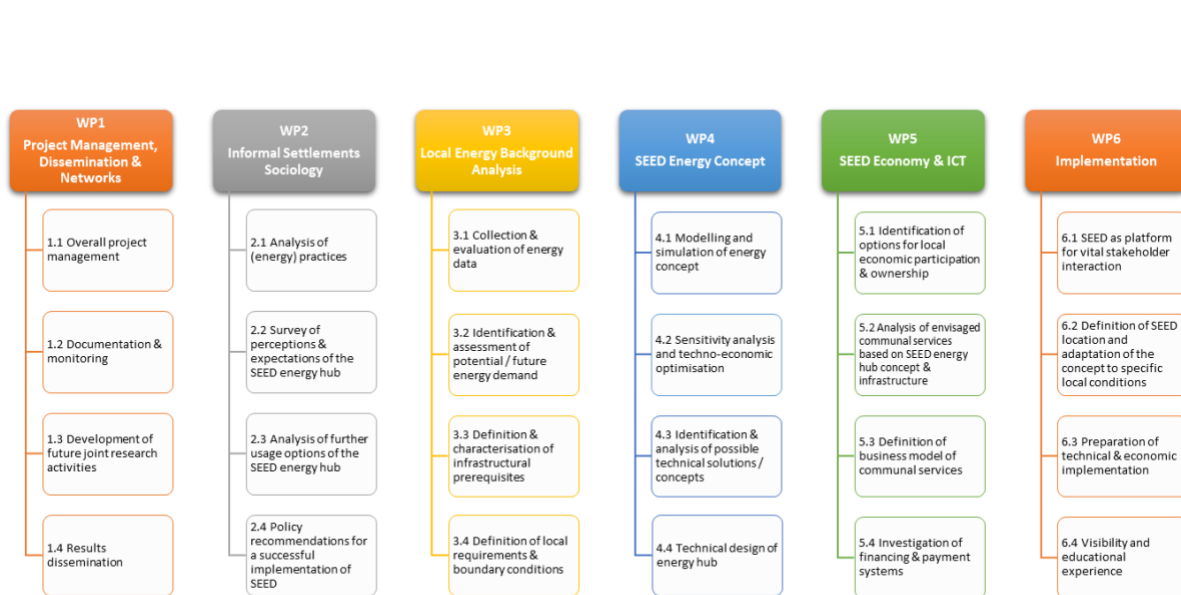 WP1
Project Management,
Dissemination &
Networks
1.1 Overall project
management
1.2 Documentation &
monitoring
1.3 Development of
future joint research
activities
1.4 Results
dissemination
WP2
Informal Settlements
Sociology
2.1 Analysis of
(energy) practices
2.2 Survey of
perceptions &
expectations of the
SEED energy hub
2.3 Analysis of further
usage options of the
SEED energy hub
2.4 Policy
recommendations for
a successful
implementation of
SEED
WP3
Local Energy Background
Analysis
3.1 Collection &
evaluation of energy
data
3.2 Identification &
assessment of
potential / future
energy demand
3.3 Definition &
characterisation of
infrastructural
prerequisites
3.4 Definition of local
requirements &
boundary conditions
WP4
SEED Energy Concept
4.1 Modelling and
simulation of energy
concept
4.2 Sensitivity analysis
and techno-economic
optimisation
4.3 Identification &
analysis of possible
technical solutions /
concepts
4.4 Technical design of
energy hub
WP5
SEED Economy & ICT
5.1 Identification of
options for local
economic participation
& ownership
5.2 Analysis of envisaged
communal services
based on SEED energy
hub concept &
infrastructure
5.3 Definition of
business model of
communal services
5.4 Investigation of
financing & payment
systems
WP6
Implementation
6.1 SEED as platform
for vital stakeholder
interaction
6.2 Definition of SEED
location and
adaptation of the
concept to specific
local conditions
6.3 Preparation of
technical & economic
implementation
6.4 Visibility and
educational
experience